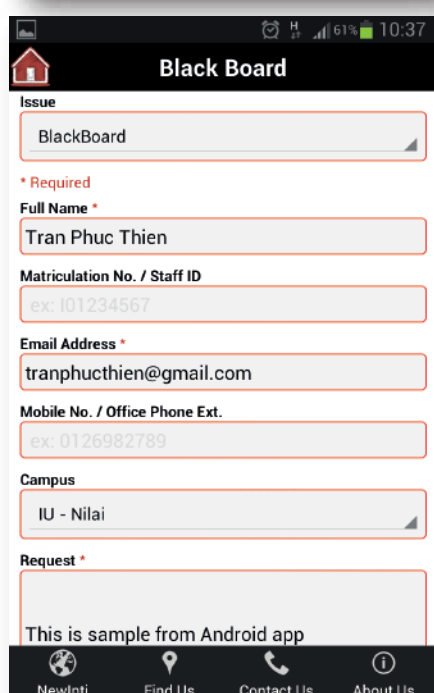 H 61% 10:37
Black Board
Issue
BlackBoard
* Required
Full Name *
Tran Phuc Thien
Matriculation No. / Staff ID
ex: I01234567
Email Address *
tranphucthien@gmail.com
Mobile No. / Office Phone Ext.
ex: 0126982789
Campus
IU - Nilai
Request *
This is sample from Android app
NewInti Find Us Contact Us About Us